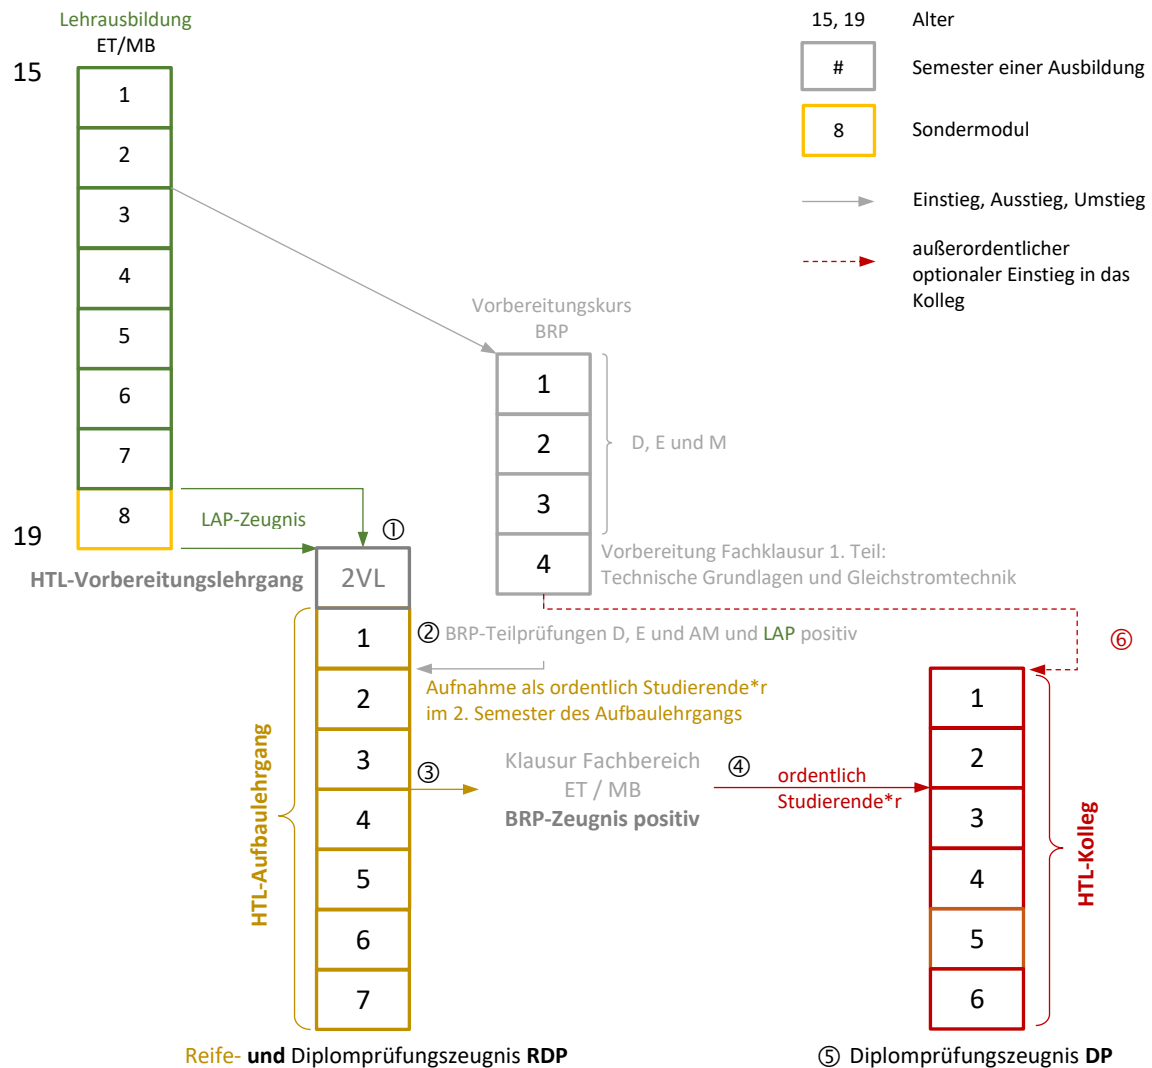 Lehrausbildung
ET/MB
15
1
2
3
4
5
6
7
8
19
LAP-Zeugnis
15, 19 Alter
# Semester einer Ausbildung
8 Sondermodul
Einstieg, Ausstieg, Umstieg
außerordentlicher
optionaler Einstieg in das
Kolleg
Vorbereitungskurs
BRP
1
2
3
4
D, E und M
Vorbereitung Fachklausur 1. Teil:
Technische Grundlagen und Gleichstromtechnik
①
HTL-Vorbereitungslehrgang
2VL
1
2
3
4
5
6
7
HTL-Aufbaulehrgang
② BRP-Teilprüfungen D, E und AM und LAP positiv
Aufnahme als ordentlich Studierende*r
im 2. Semester des Aufbaulehrgangs
③
Klausur Fachbereich
ET / MB
BRP-Zeugnis positiv
④
ordentlich
Studierende*r
⑥
1
2
3
4
5
6
HTL-Kolleg
Reife- und Diplomprüfungszeugnis RDP
⑤ Diplomprüfungszeugnis DP